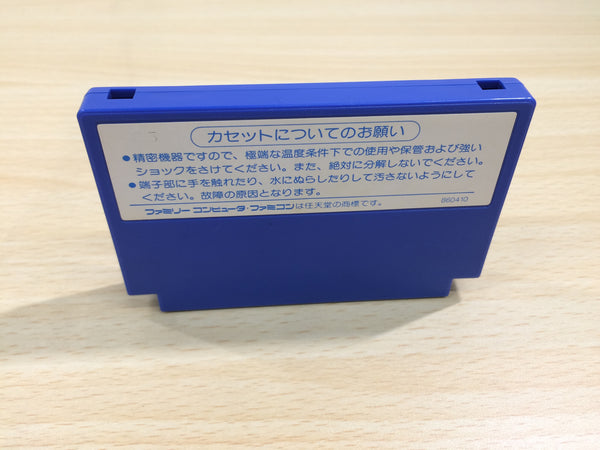 カセットについてのお願い
●精密機器ですので、極端な温度条件下での使用や保管および強い
ショックをさけてください。また、絶対に分解しないでください。
●端子部に手を触れたり、水にぬらしたりして汚さないようにして
ください。故障の原因となります。
ファミリー コンピュータ・ファミコンは任天堂の商標です。
860410